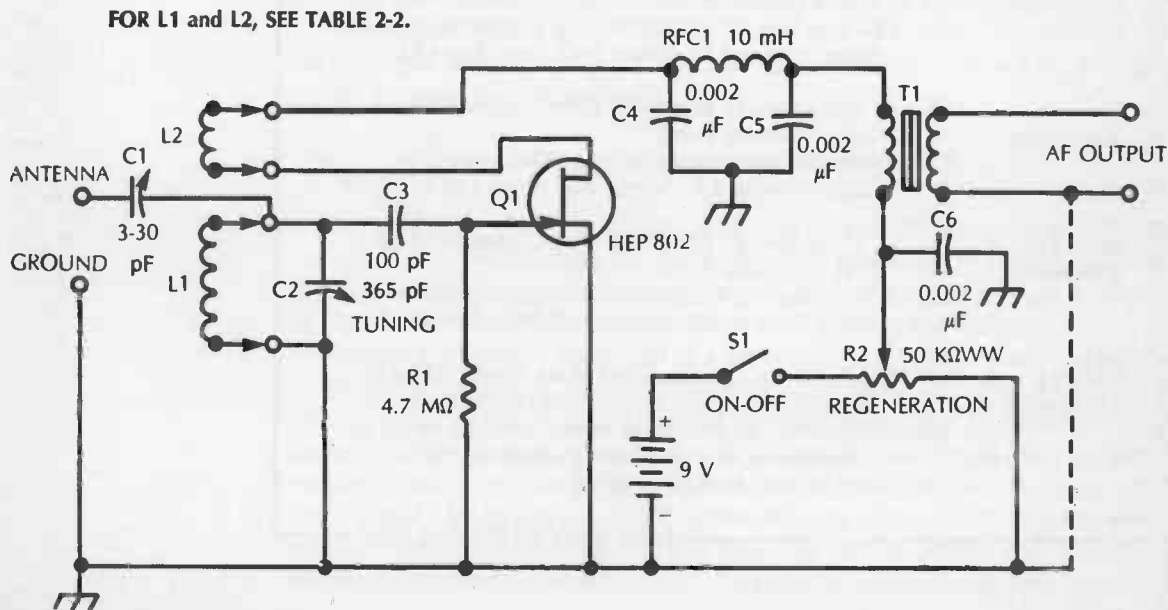 FOR L1 and L2, SEE TABLE 2-2.
RFC1 10 mH
0.002
μF
C4
C5
0.002
μF
T1
AF OUTPUT
L2
C1
ANTENNA
3-30
pF
GROUND
L1
C3
100 pF
365 pF
C2
TUNING
Q1
HEP 802
C6
0.002
μF
R1
4.7 MΩ
S1
ON-OFF
R2 50 KΩWW
REGENERATION
+
9 V
−